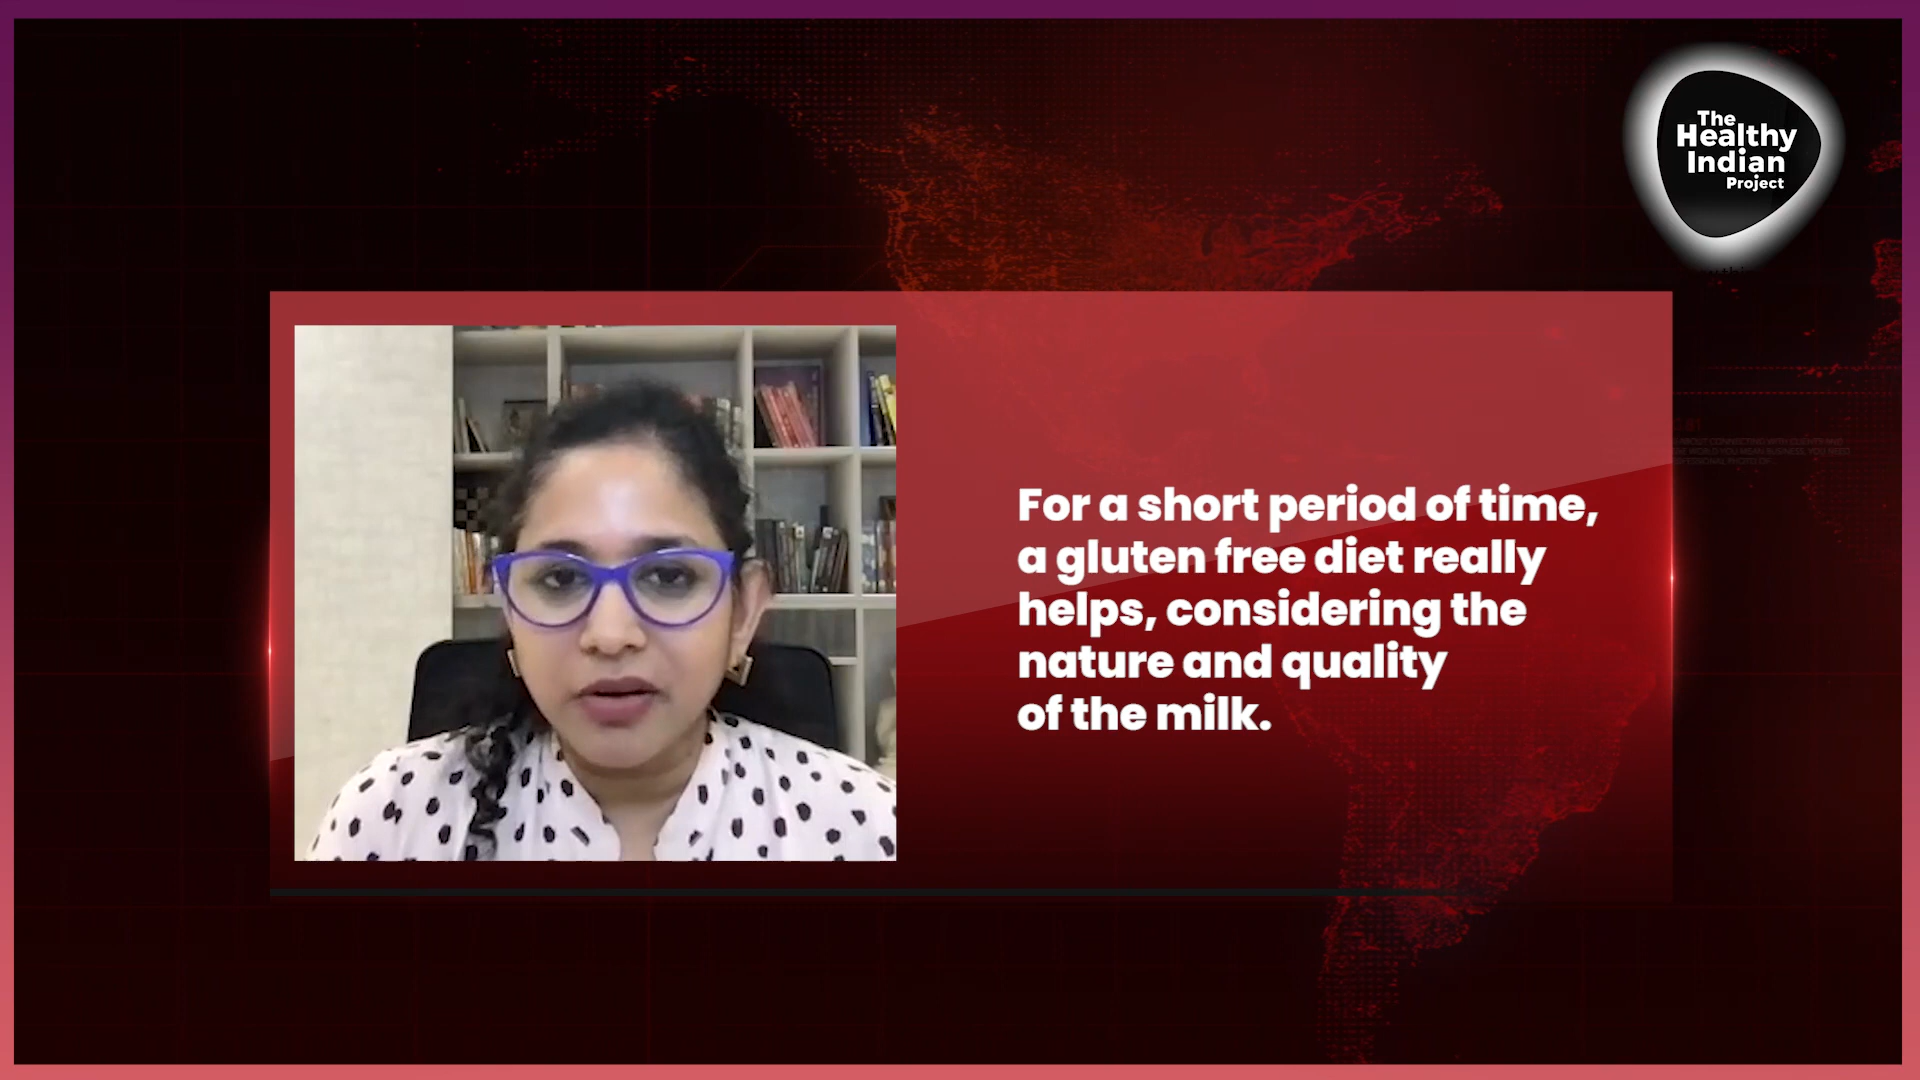 The
Healthy
Indian
Project
For a short period of time,
a gluten free diet really
helps, considering the
nature and quality
of the milk.